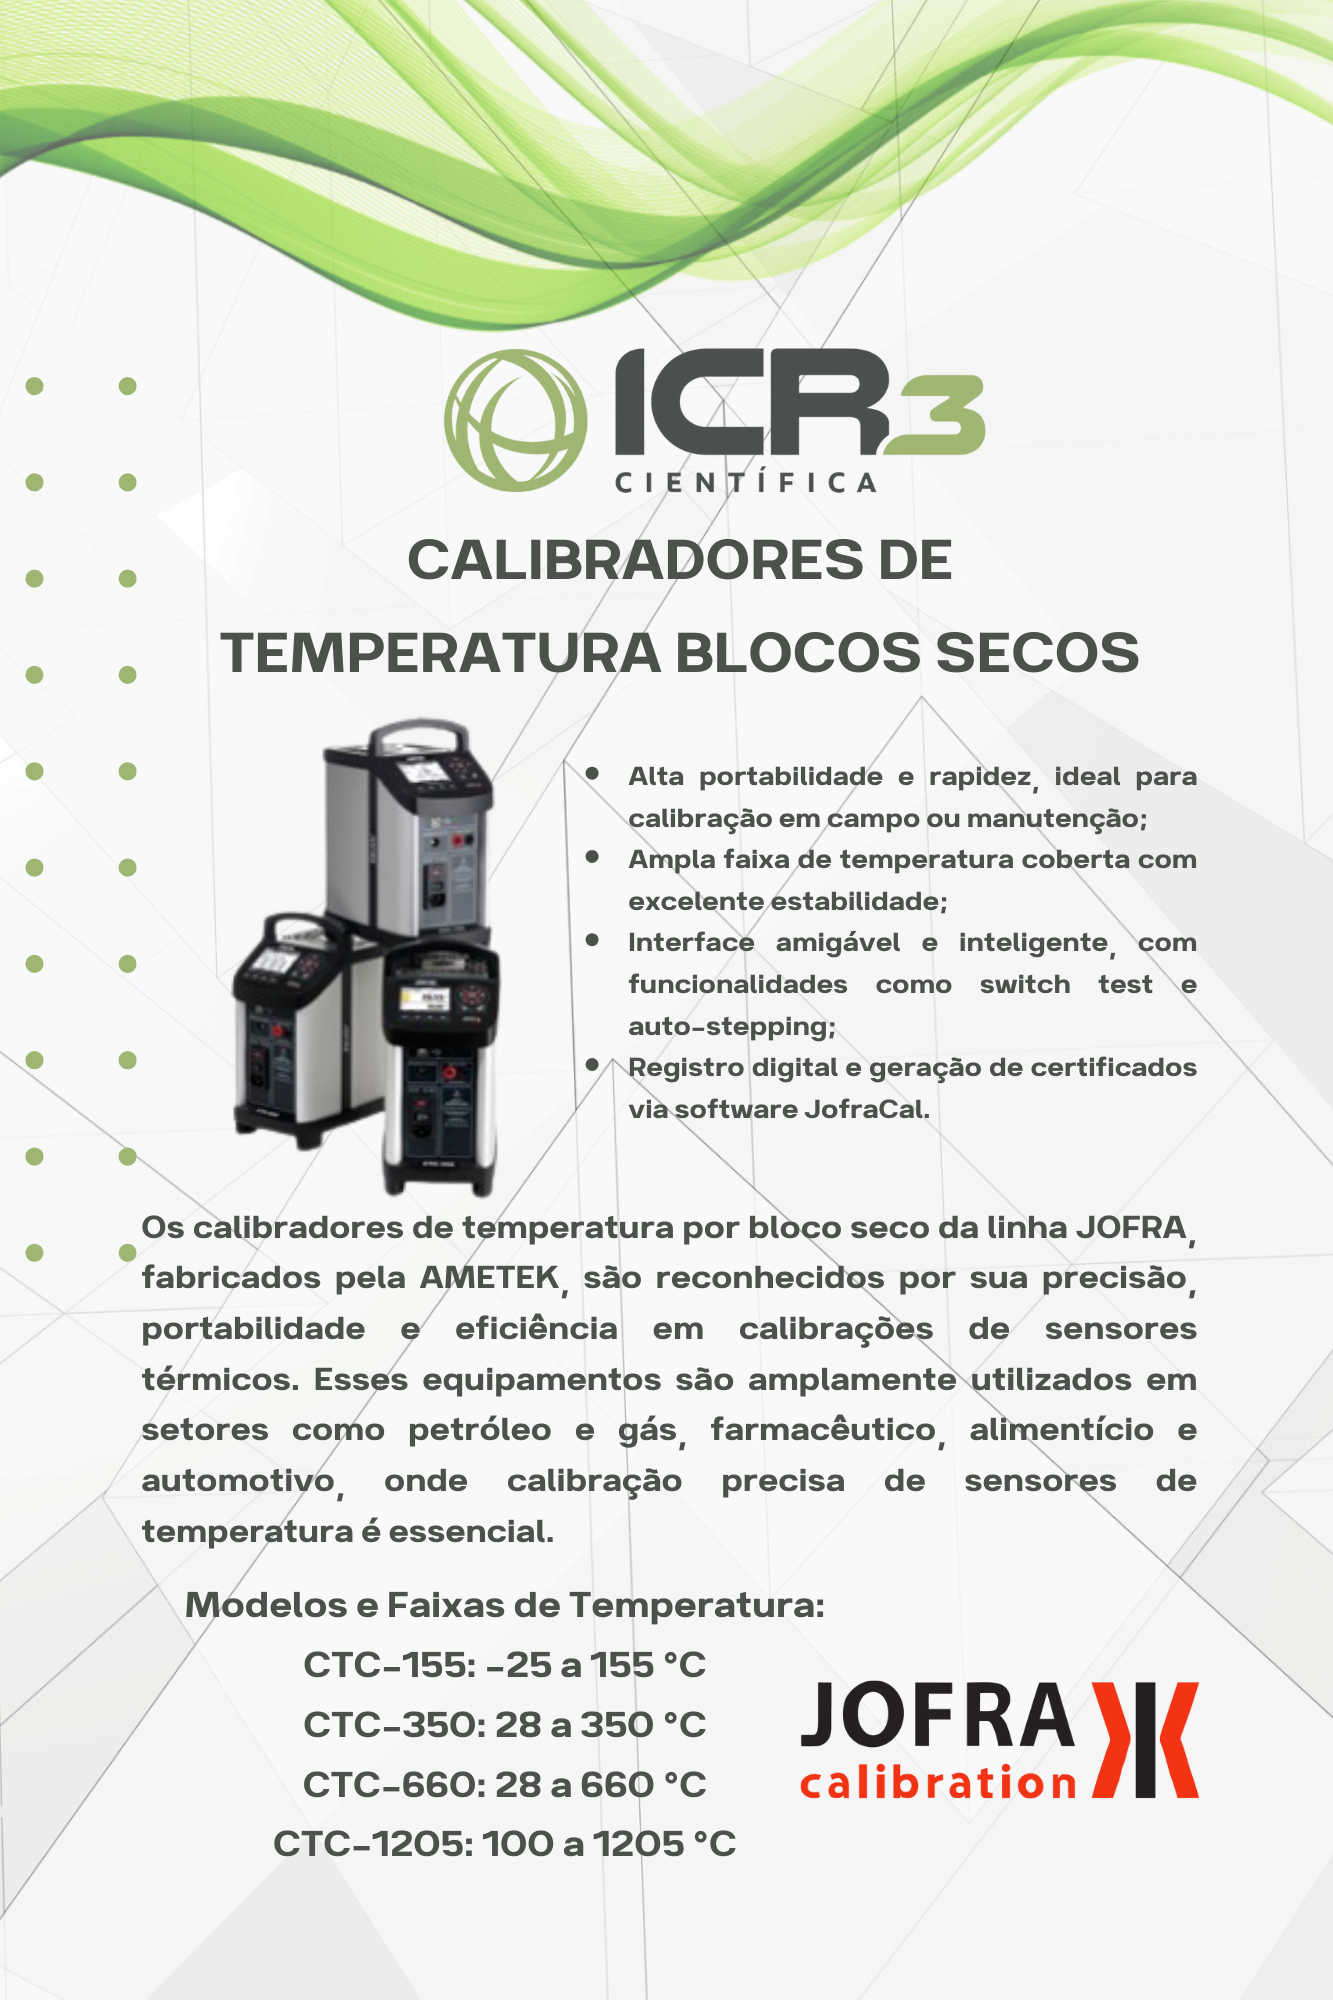 ICR3
CIENTÍFICA
CALIBRADORES DE
TEMPERATURA BLOCOS SECOS
• Alta portabilidade e rapidez, ideal para
calibração em campo ou manutenção;
• Ampla faixa de temperatura coberta com
excelente estabilidade;
• Interface amigável e inteligente, com
funcionalidades como switch test e
auto-stepping;
• Registro digital e geração de certificados
via software JofraCal.
Os calibradores de temperatura por bloco seco da linha JOFRA,
fabricados pela AMETEK, são reconhecidos por sua precisão,
portabilidade e eficiência em calibrações de sensores
térmicos. Esses equipamentos são amplamente utilizados em
setores como petróleo e gás, farmacêutico, alimentício e
automotivo, onde calibração precisa de sensores de
temperatura é essencial.
Modelos e Faixas de Temperatura:
CTC-155: -25 a 155 °C
CTC-350: 28 a 350 °C
CTC-660: 28 a 660 °C
CTC-1205: 100 a 1205 °C
JOFRA
calibration